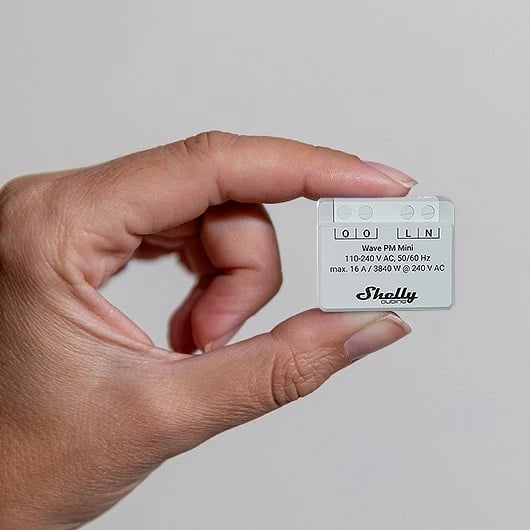 O O L N
Wave PM Mini
110-240 V AC, 50/60 Hz
max. 16 A / 3840 W @ 240 V AC
Shelly
QUBINO